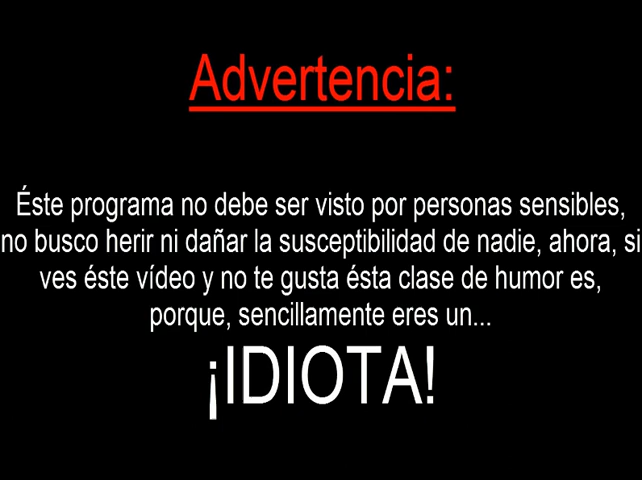 Advertencia:
Éste programa no debe ser visto por personas sensibles,
no busco herir ni dañar la susceptibilidad de nadie, ahora, si
ves éste vídeo y no te gusta ésta clase de humor es,
porque, sencillamente eres un...
¡IDIOTA!